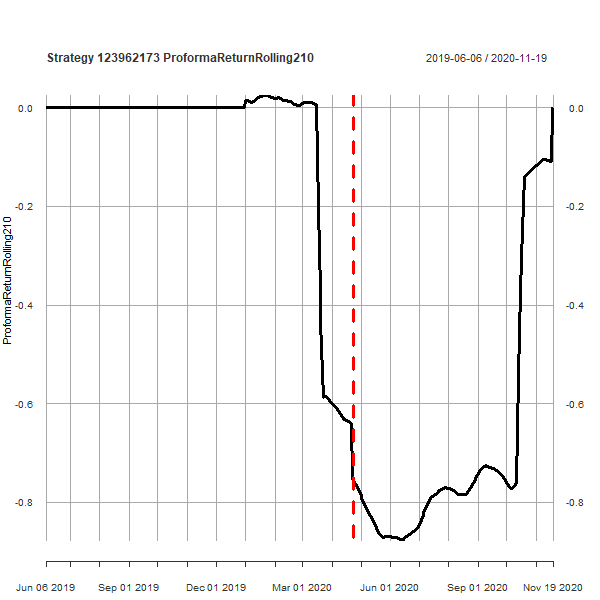 Strategy 123962173 ProformaReturnRolling210
2019-06-06 / 2020-11-19
ProformaReturnRolling210
0.0 0.0
-0.2 -0.2
-0.4 -0.4
-0.6 -0.6
-0.8 -0.8
Jun 06 2019 Sep 01 2019 Dec 01 2019 Mar 01 2020 Jun 01 2020 Sep 01 2020 Nov 19 2020